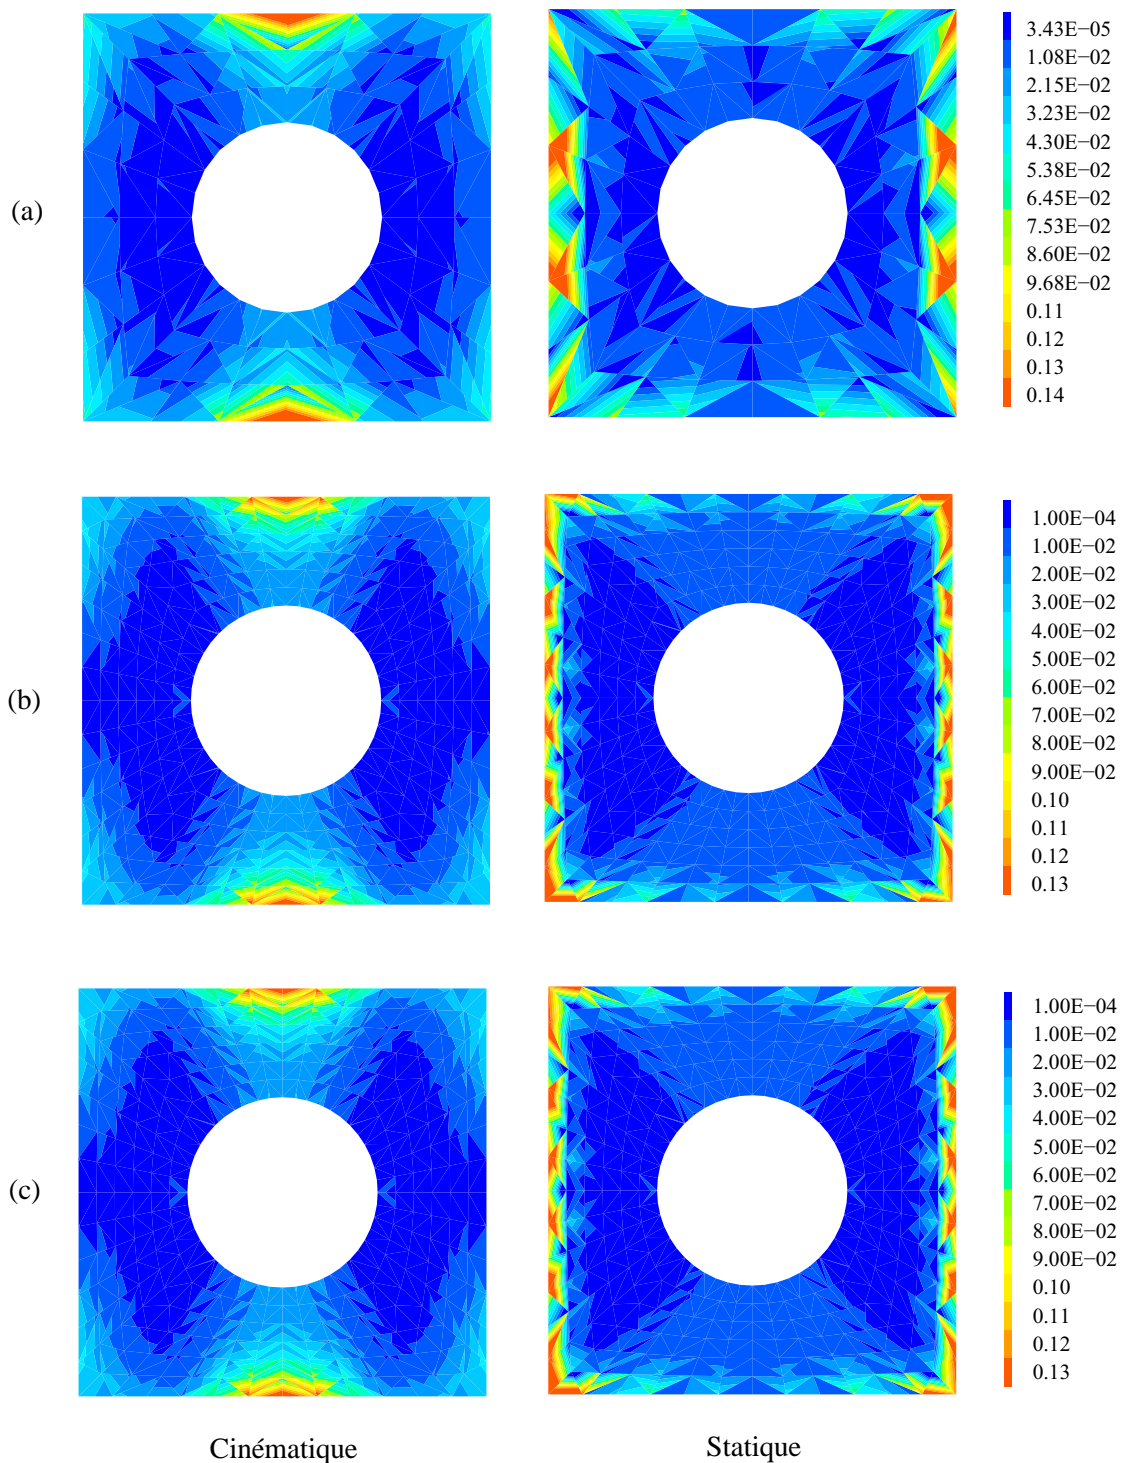 (a)
3.43E−05
1.08E−02
2.15E−02
3.23E−02
4.30E−02
5.38E−02
6.45E−02
7.53E−02
8.60E−02
9.68E−02
0.11
0.12
0.13
0.14
(b)
1.00E−04
1.00E−02
2.00E−02
3.00E−02
4.00E−02
5.00E−02
6.00E−02
7.00E−02
8.00E−02
9.00E−02
0.10
0.11
0.12
0.13
(c)
1.00E−04
1.00E−02
2.00E−02
3.00E−02
4.00E−02
5.00E−02
6.00E−02
7.00E−02
8.00E−02
9.00E−02
0.10
0.11
0.12
0.13
Cinématique
Statique